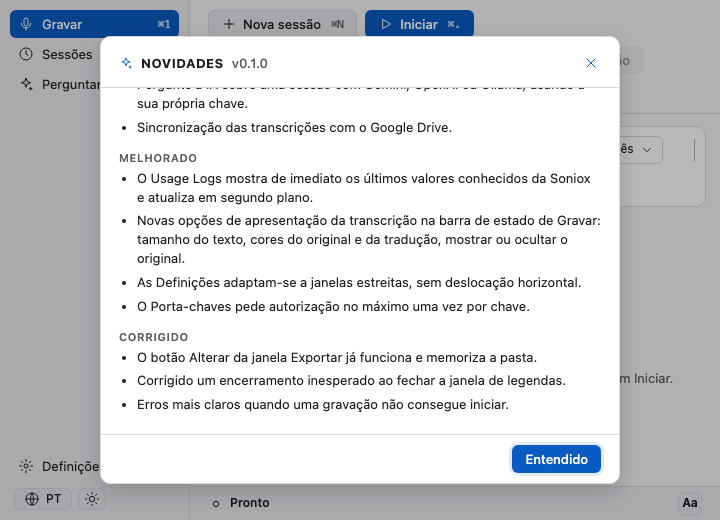 Gravar ⌘1
Nova sessão ⌘N
Iniciar
Sessões
Perguntar
NOVIDADES v0.1.0
sua própria chave.
Sincronização das transcrições com o Google Drive.
MELHORADO
O Usage Logs mostra de imediato os últimos valores conhecidos da Soniox
e atualiza em segundo plano.
Novas opções de apresentação da transcrição na barra de estado de Gravar:
tamanho do texto, cores do original e da tradução, mostrar ou ocultar o
original.
As Definições adaptam-se a janelas estreitas, sem deslocação horizontal.
O Porta-chaves pede autorização no máximo uma vez por chave.
CORRIGIDO
O botão Alterar da janela Exportar já funciona e memoriza a pasta.
Corrigido um encerramento inesperado ao fechar a janela de legendas.
Erros mais claros quando uma gravação não consegue iniciar.
m Iniciar.
Entendido
Definiçõe
PT
Pronto
Aa